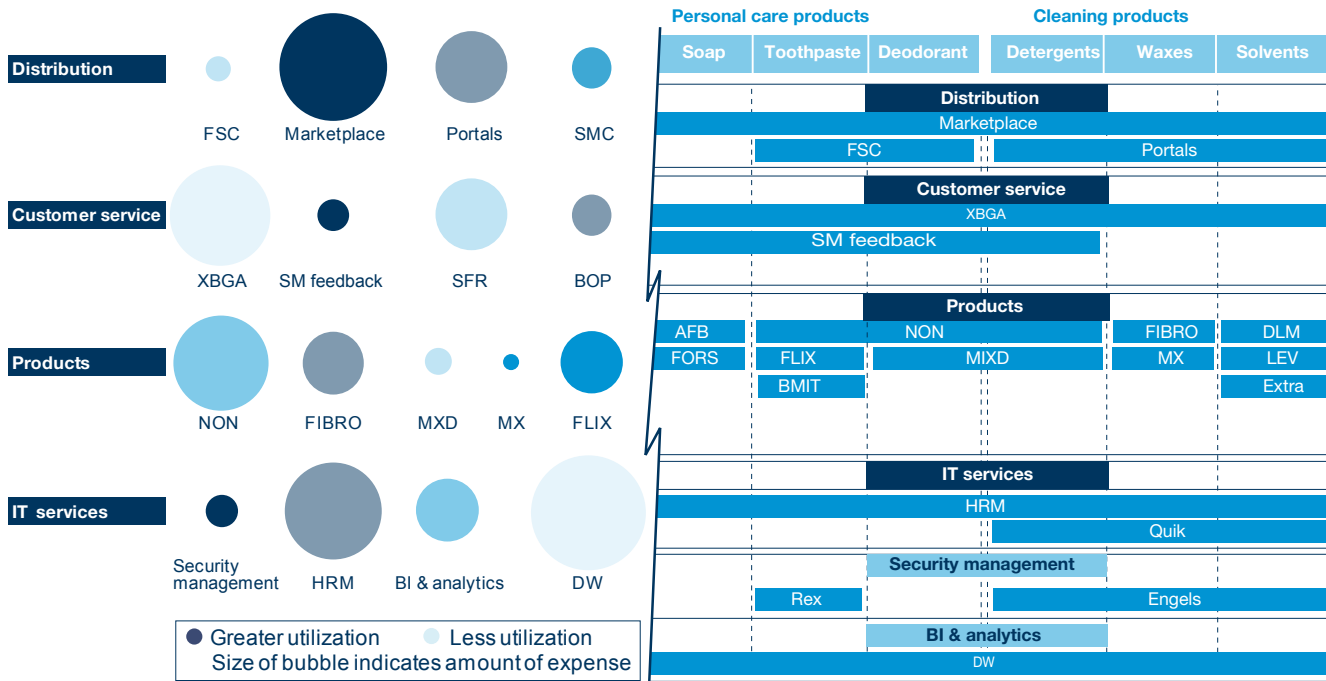 Distribution
FSC
Marketplace
Portals
SMC
Customer service
XBGA
SM feedback
SFR
BOP
Products
NON
FIBRO
MXD
MX
FLIX
IT services
Security
management
HRM
BI & analytics
DW
Greater utilization
Less utilization
Size of bubble indicates amount of expense
Personal care products
Cleaning products
Soap
Toothpaste
Deodorant
Detergents
Waxes
Solvents
Distribution
Marketplace
FSC
Portals
Customer service
XBGA
SM feedback
Products
AFB
NON
FIBRO
DLM
FORS
FLIX
MIXD
MX
LEV
BMIT
Extra
IT services
HRM
Quik
Security management
Rex
Engels
BI & analytics
DW